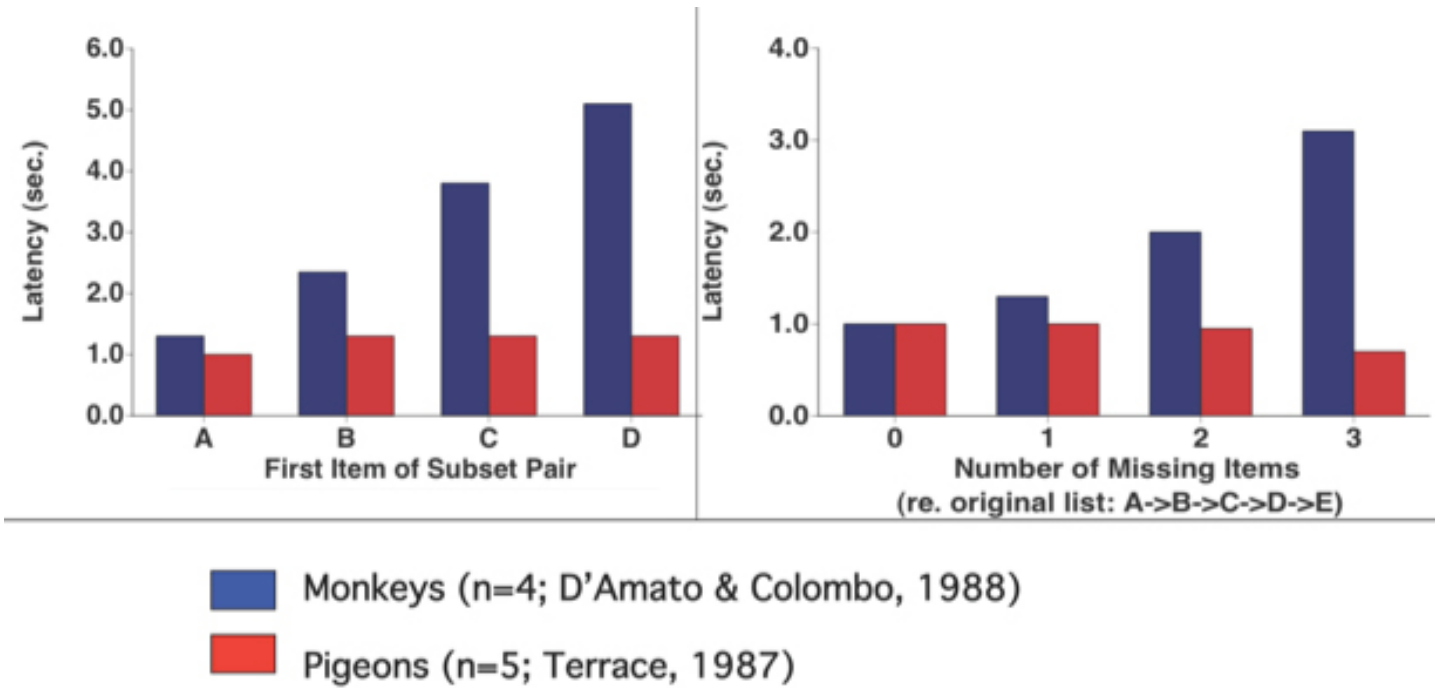 6.0
5.0
4.0
3.0
2.0
1.0
0.0
Latency (sec.)
A B C D
First Item of Subset Pair
4.0
3.0
2.0
1.0
0.0
Latency (sec.)
0 1 2 3
Number of Missing Items
(re. original list: A->B->C->D->E)
Monkeys (n=4; D'Amato & Colombo, 1988)
Pigeons (n=5; Terrace, 1987)